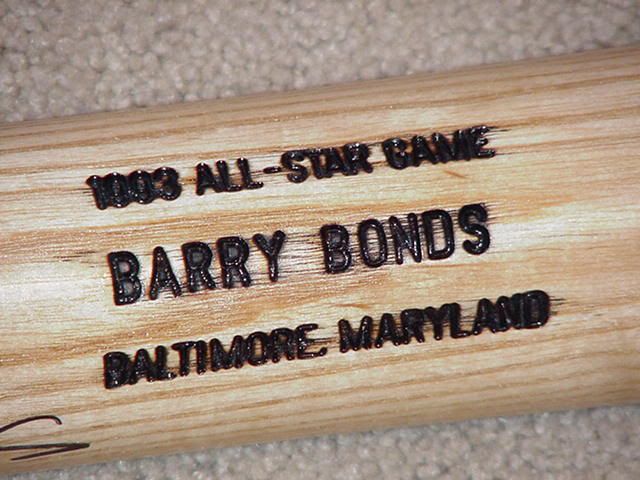 1993 ALL-STAR GAME
BARRY BONDS
BALTIMORE MARYLAND